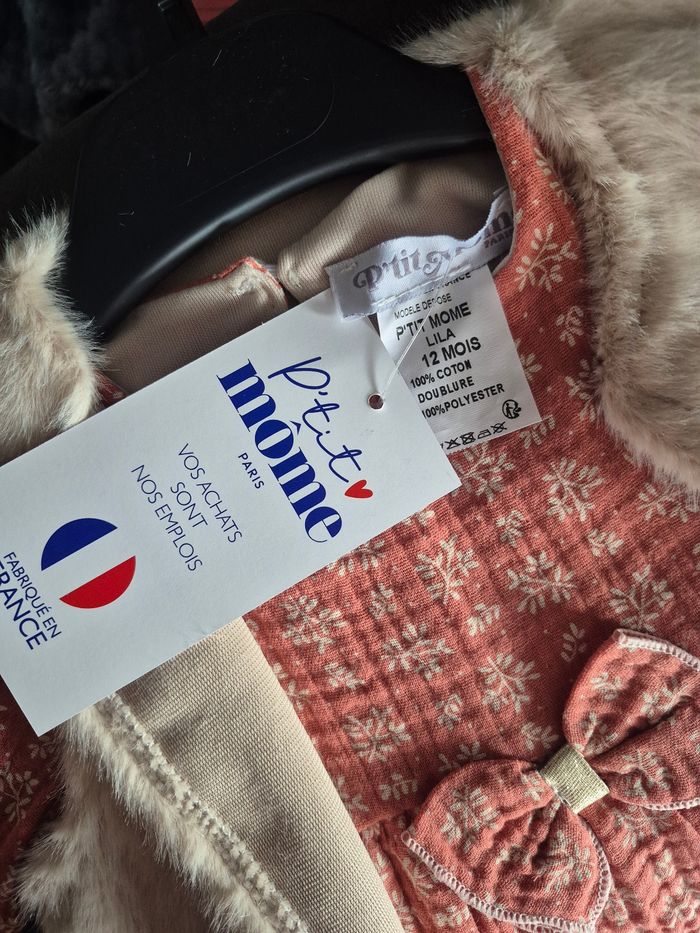 P'tit
môme
PARIS
VOS ACHATS
SONT
NOS EMPLOIS
FABRIQUÉ EN
FRANCE
P'tit
PARIS
MODELE DEPOSE
P'TIT MOME
LILA
12 MOIS
100% COTON
DOUBLURE
100%POLYESTER